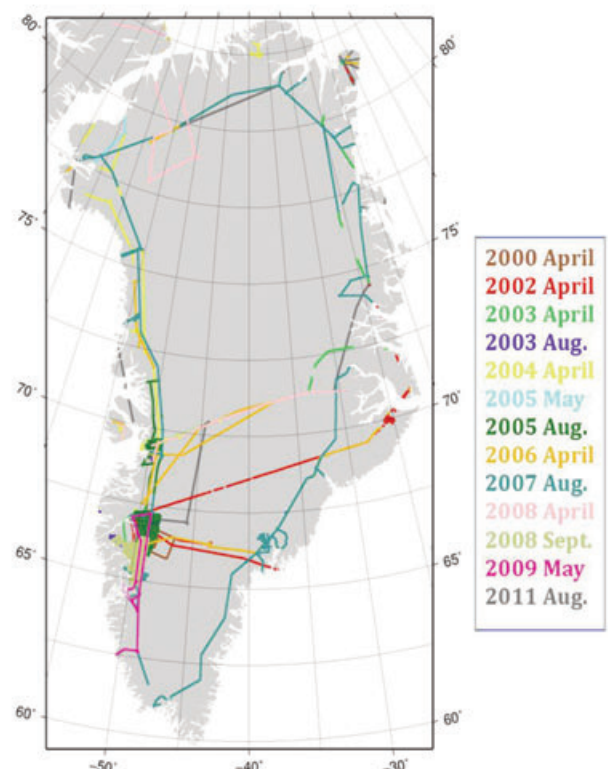 80°
80°
75°
75°
70°
70°
65°
65°
60°
60°
-50°
-40°
-30°
2000 April
2002 April
2003 April
2003 Aug.
2004 April
2005 May
2005 Aug.
2006 April
2007 Aug.
2008 April
2008 Sept.
2009 May
2011 Aug.